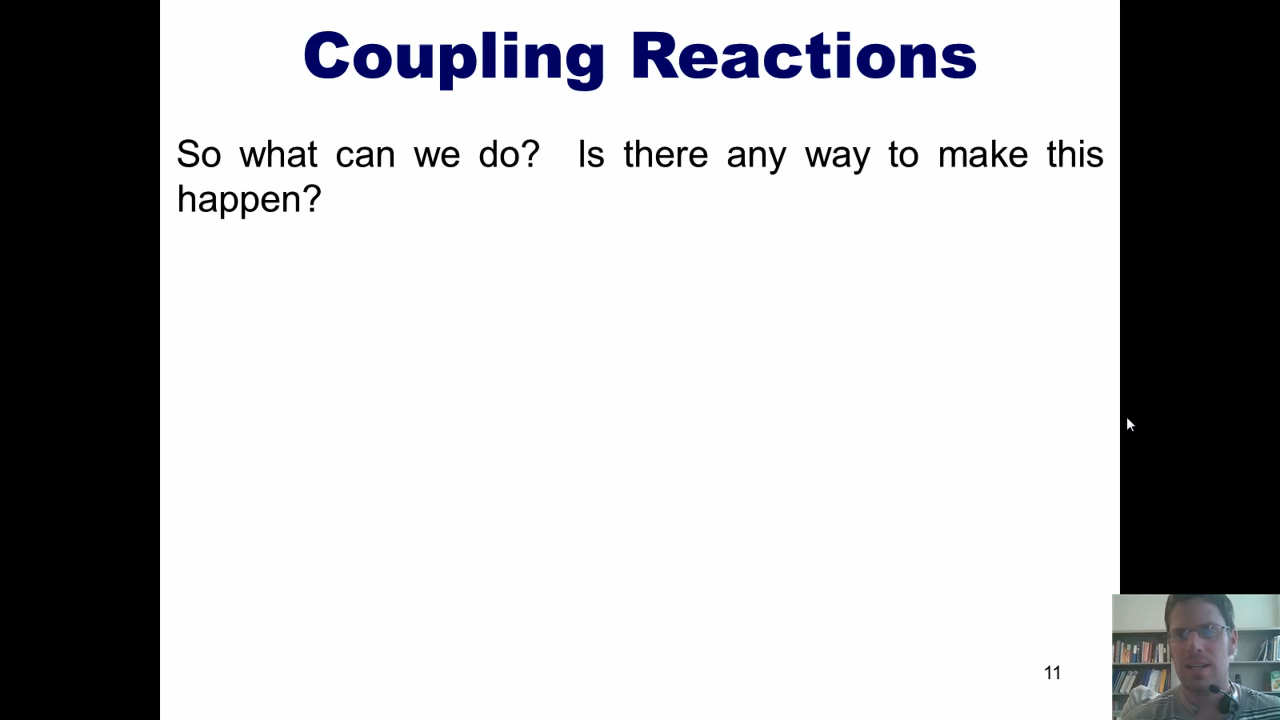 Coupling Reactions
So what can we do? Is there any way to make this
happen?
11